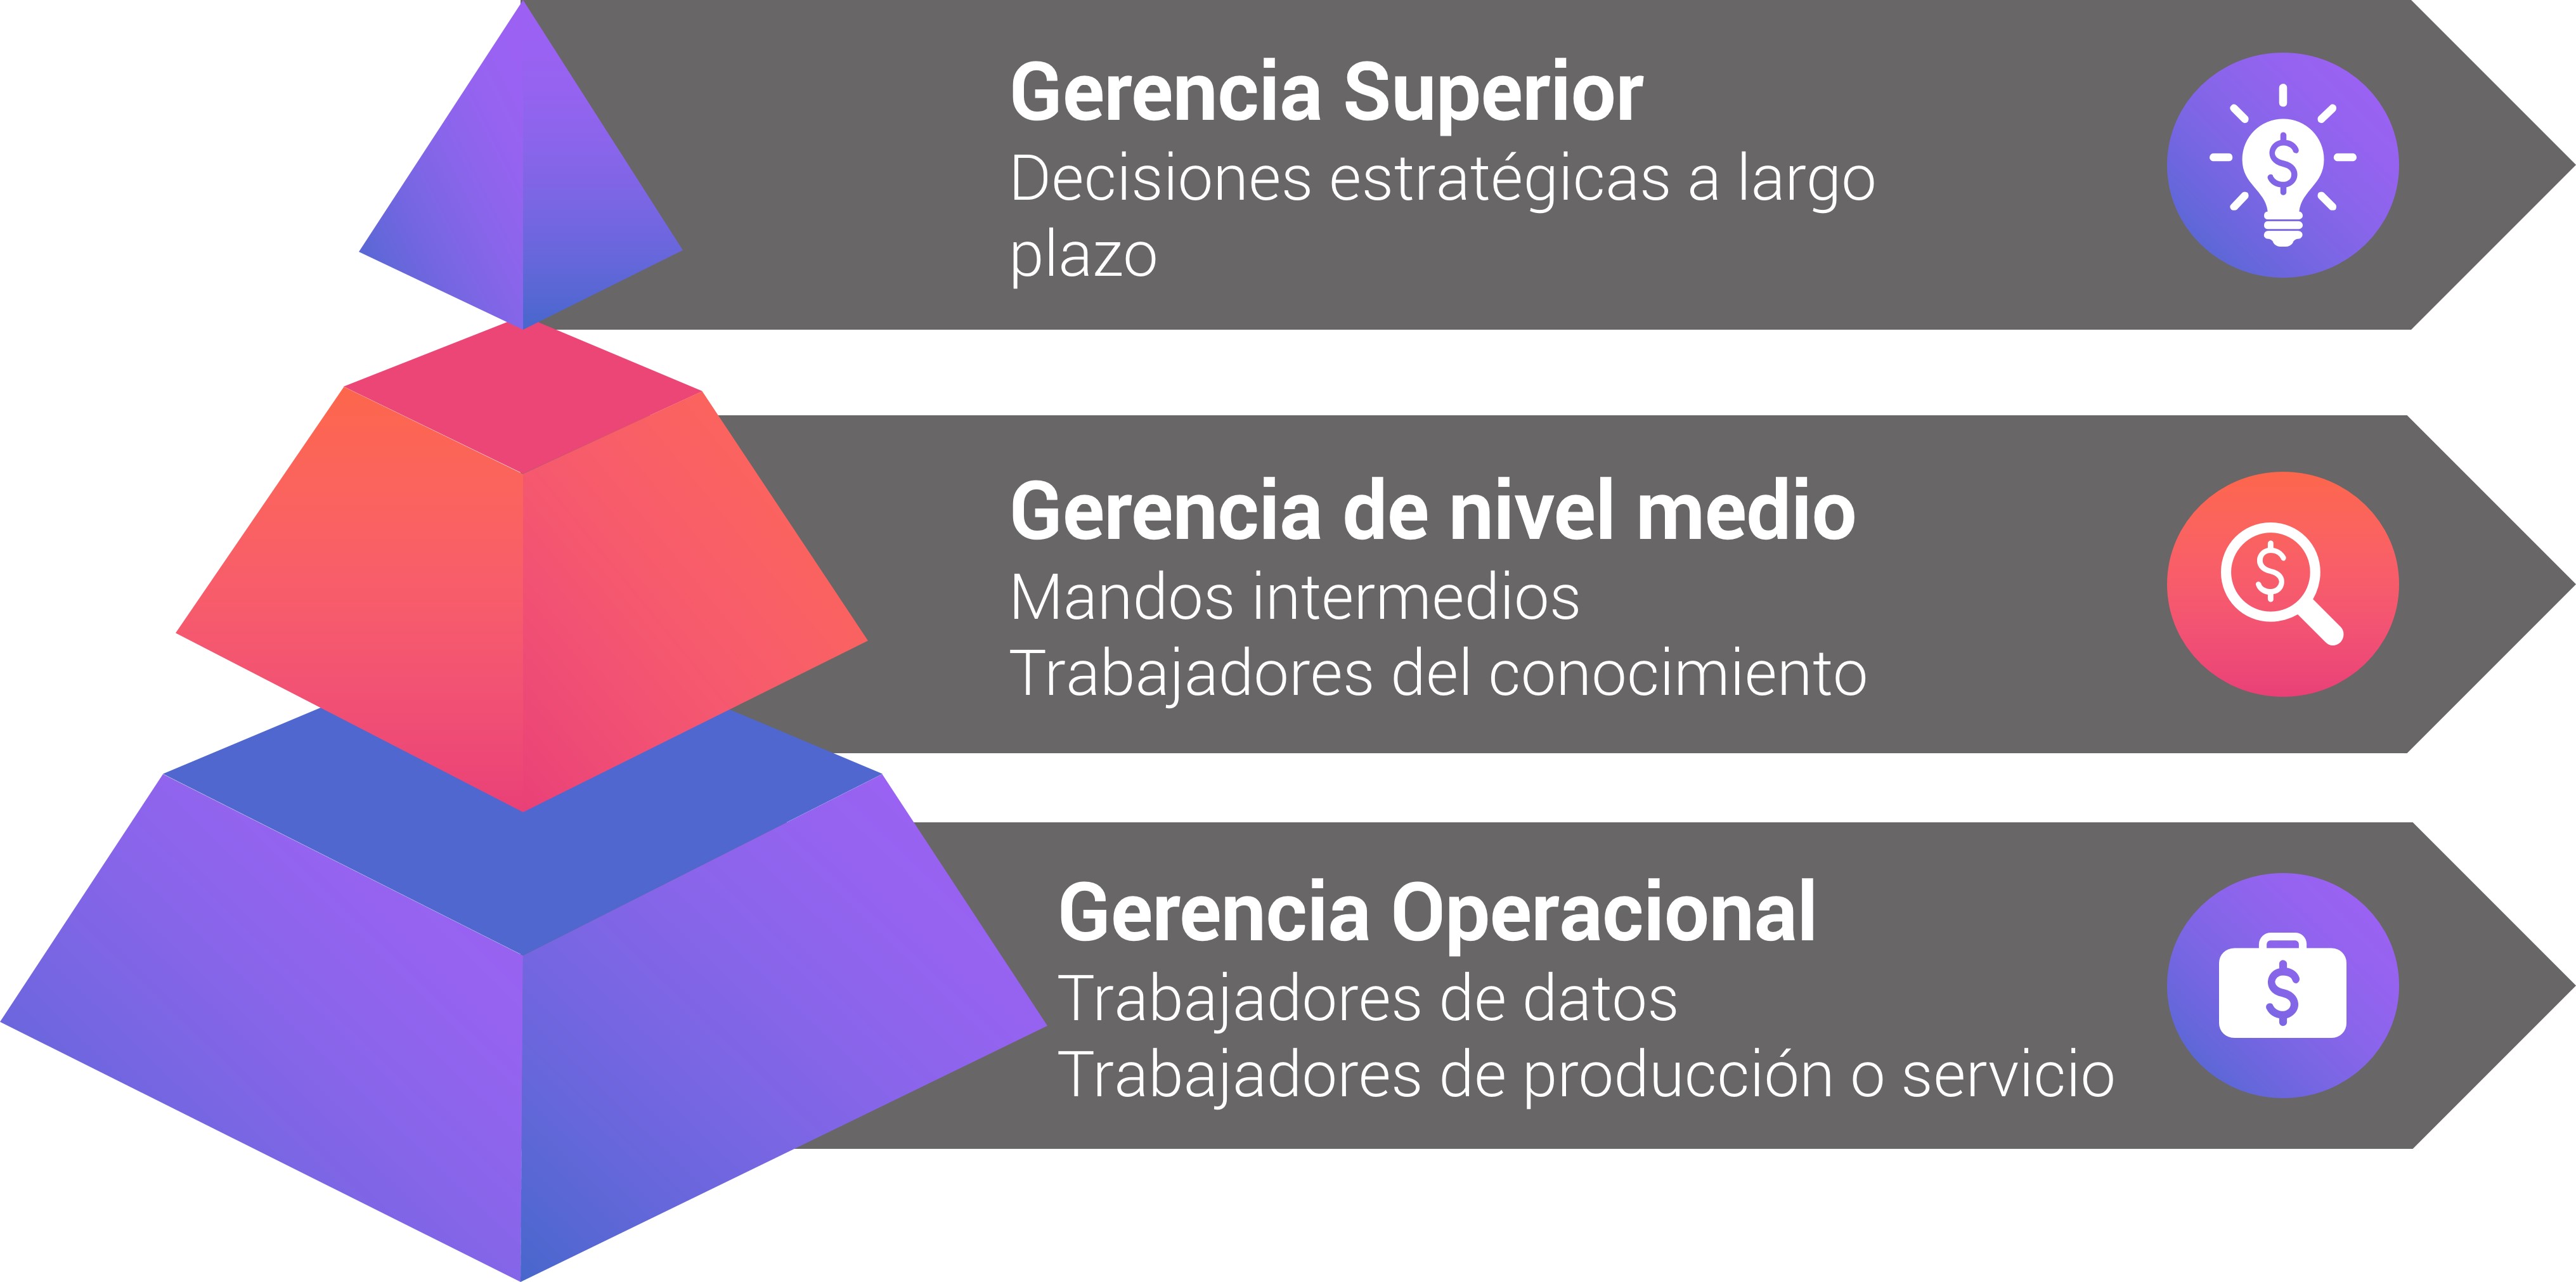 Gerencia Superior
Decisiones estratégicas a largo
plazo
$
Gerencia de nivel medio
Mandos intermedios
Trabajadores del conocimiento
$
Gerencia Operacional
Trabajadores de datos
Trabajadores de producción o servicio
$